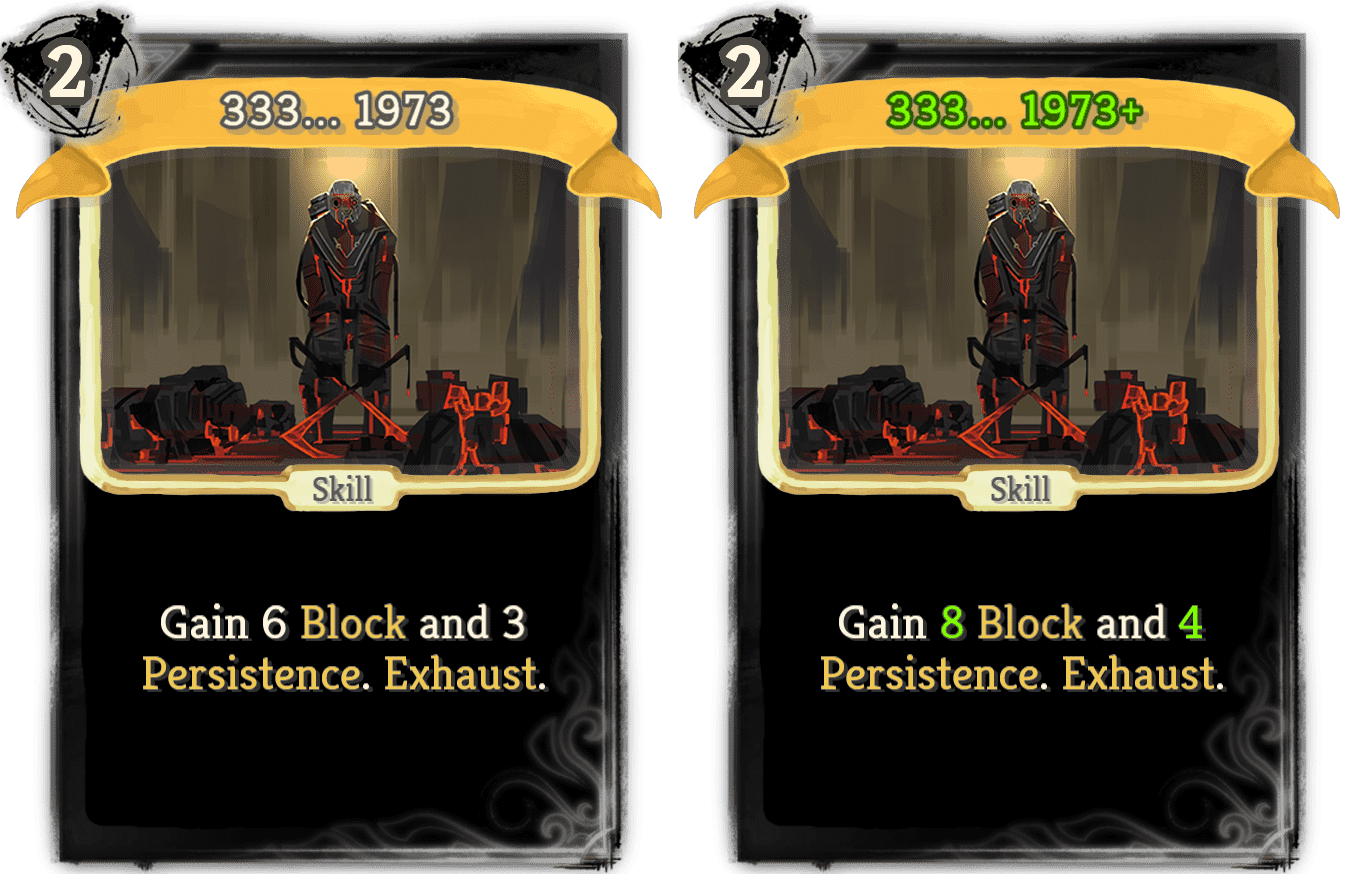 2
333... 1973
Skill
Gain 6 Block and 3
Persistence. Exhaust.
2
333... 1973+
Skill
Gain 8 Block and 4
Persistence. Exhaust.